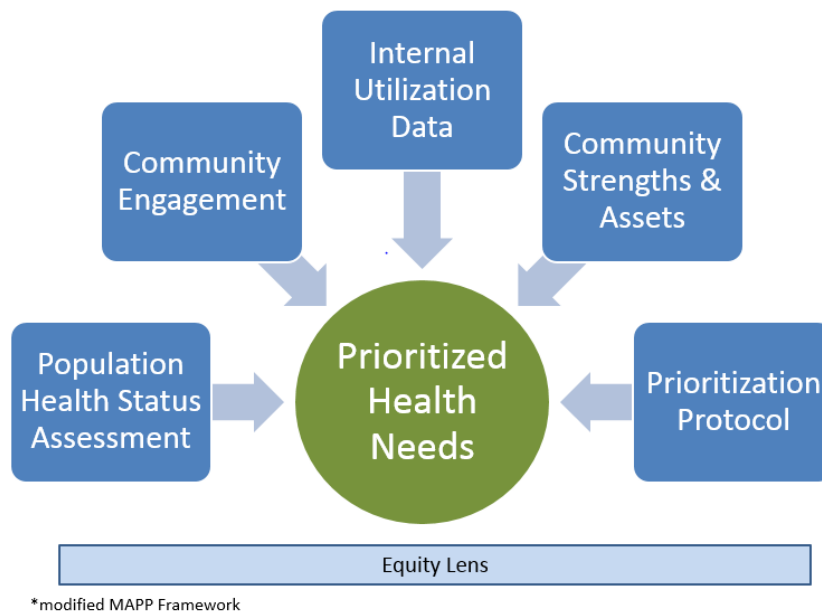 Internal
Utilization
Data
Community
Engagement
Community
Strengths &
Assets
Population
Health Status
Assessment
Prioritized
Health
Needs
Prioritization
Protocol
Equity Lens
*modified MAPP Framework